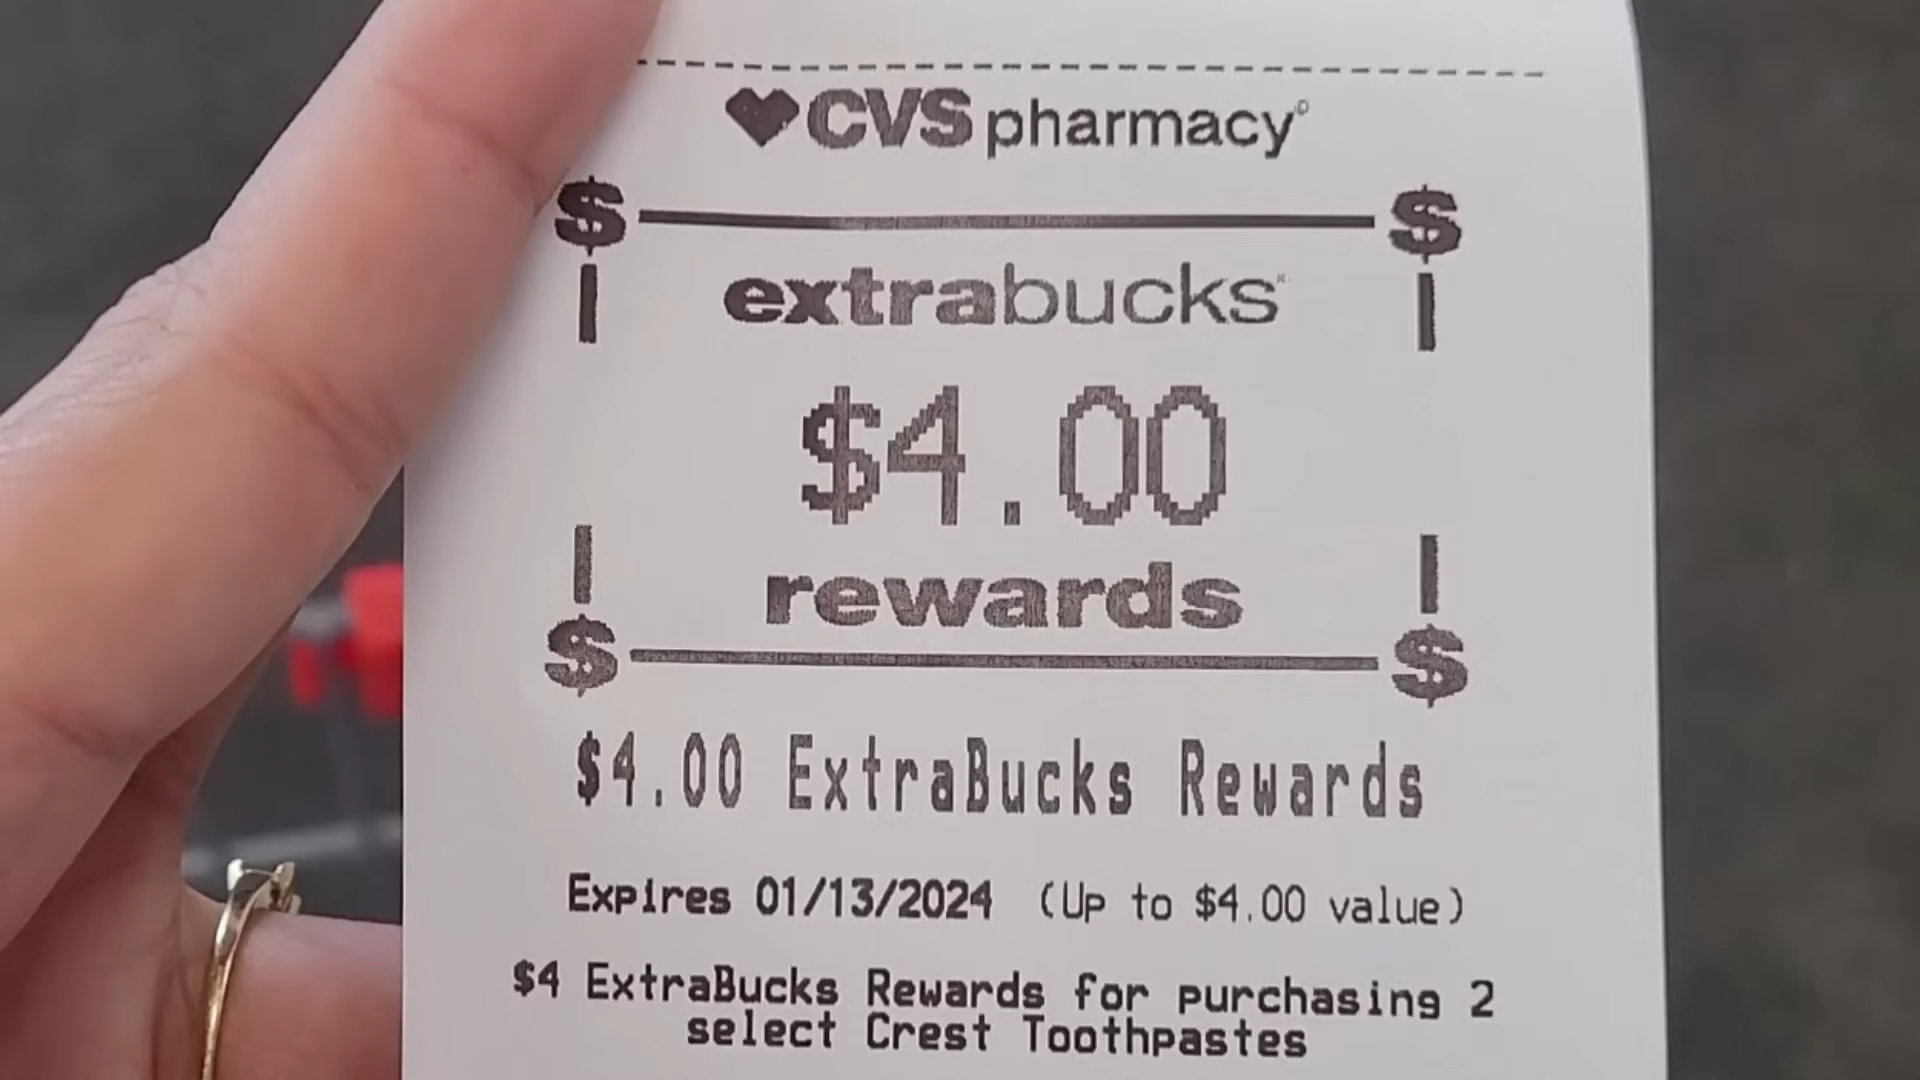 CVS pharmacy®
$ $
extrabucks®
$4.00
rewards
$ $
$4.00 ExtraBucks Rewards
Expires 01/13/2024 (Up to $4.00 value)
$4 ExtraBucks Rewards for purchasing 2
select Crest Toothpastes